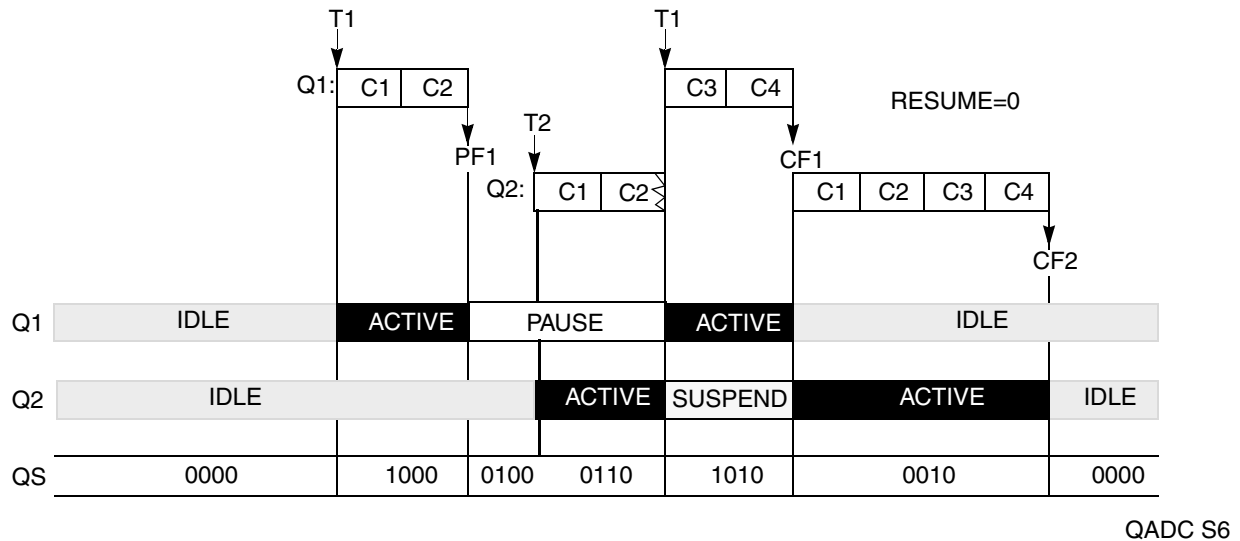 T1 T1
Q1: C1 C2 C3 C4
RESUME=0
T2
PF1 CF1
Q2: C1 C2 C1 C2 C3 C4
CF2
Q1 IDLE ACTIVE PAUSE ACTIVE IDLE
Q2 IDLE ACTIVE SUSPEND ACTIVE IDLE
QS 0000 1000 0100 0110 1010 0010 0000
QADC S6